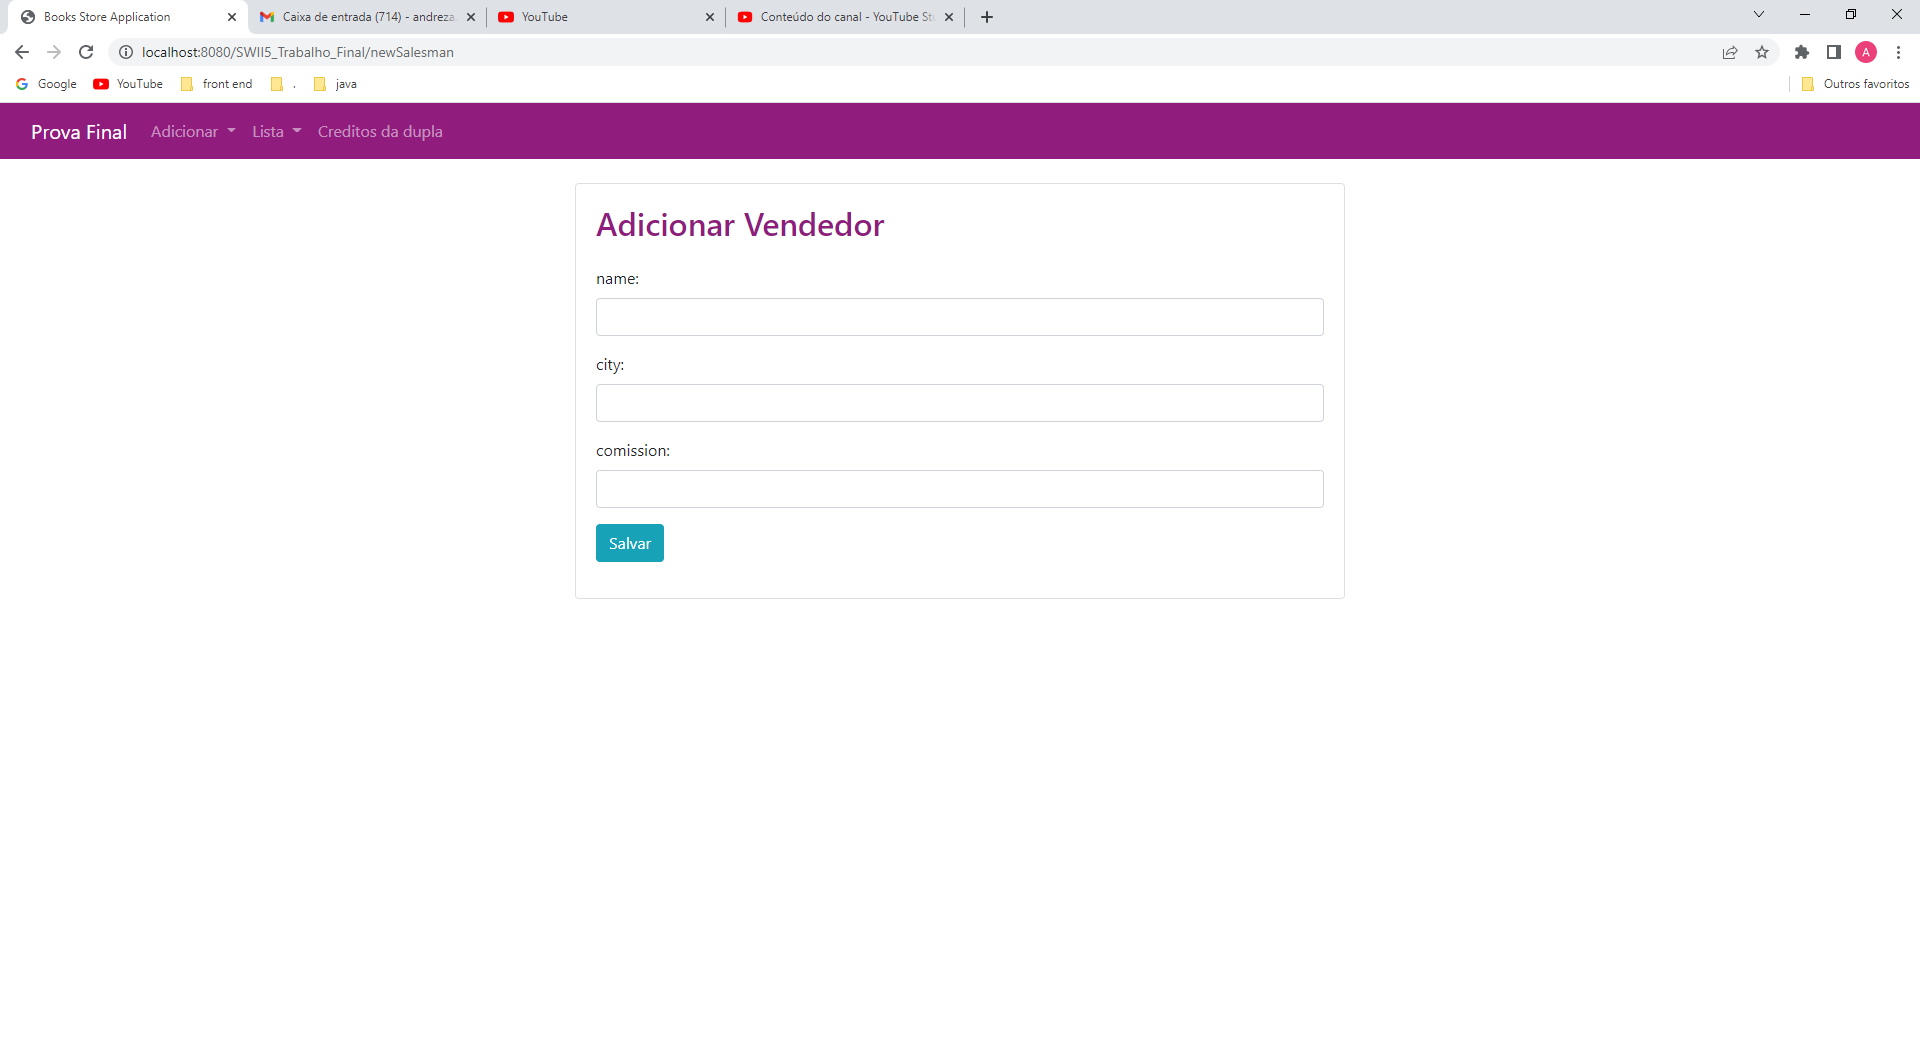 Books Store Application
Caixa de entrada (714) - andreza
YouTube
Conteúdo do canal - YouTube St
localhost:8080/SWII5_Trabalho_Final/newSalesman
A
Google
YouTube
front end
.
java
Outros favoritos
Prova Final
Adicionar
Lista
Creditos da dupla
Adicionar Vendedor
name:
city:
comission:
Salvar